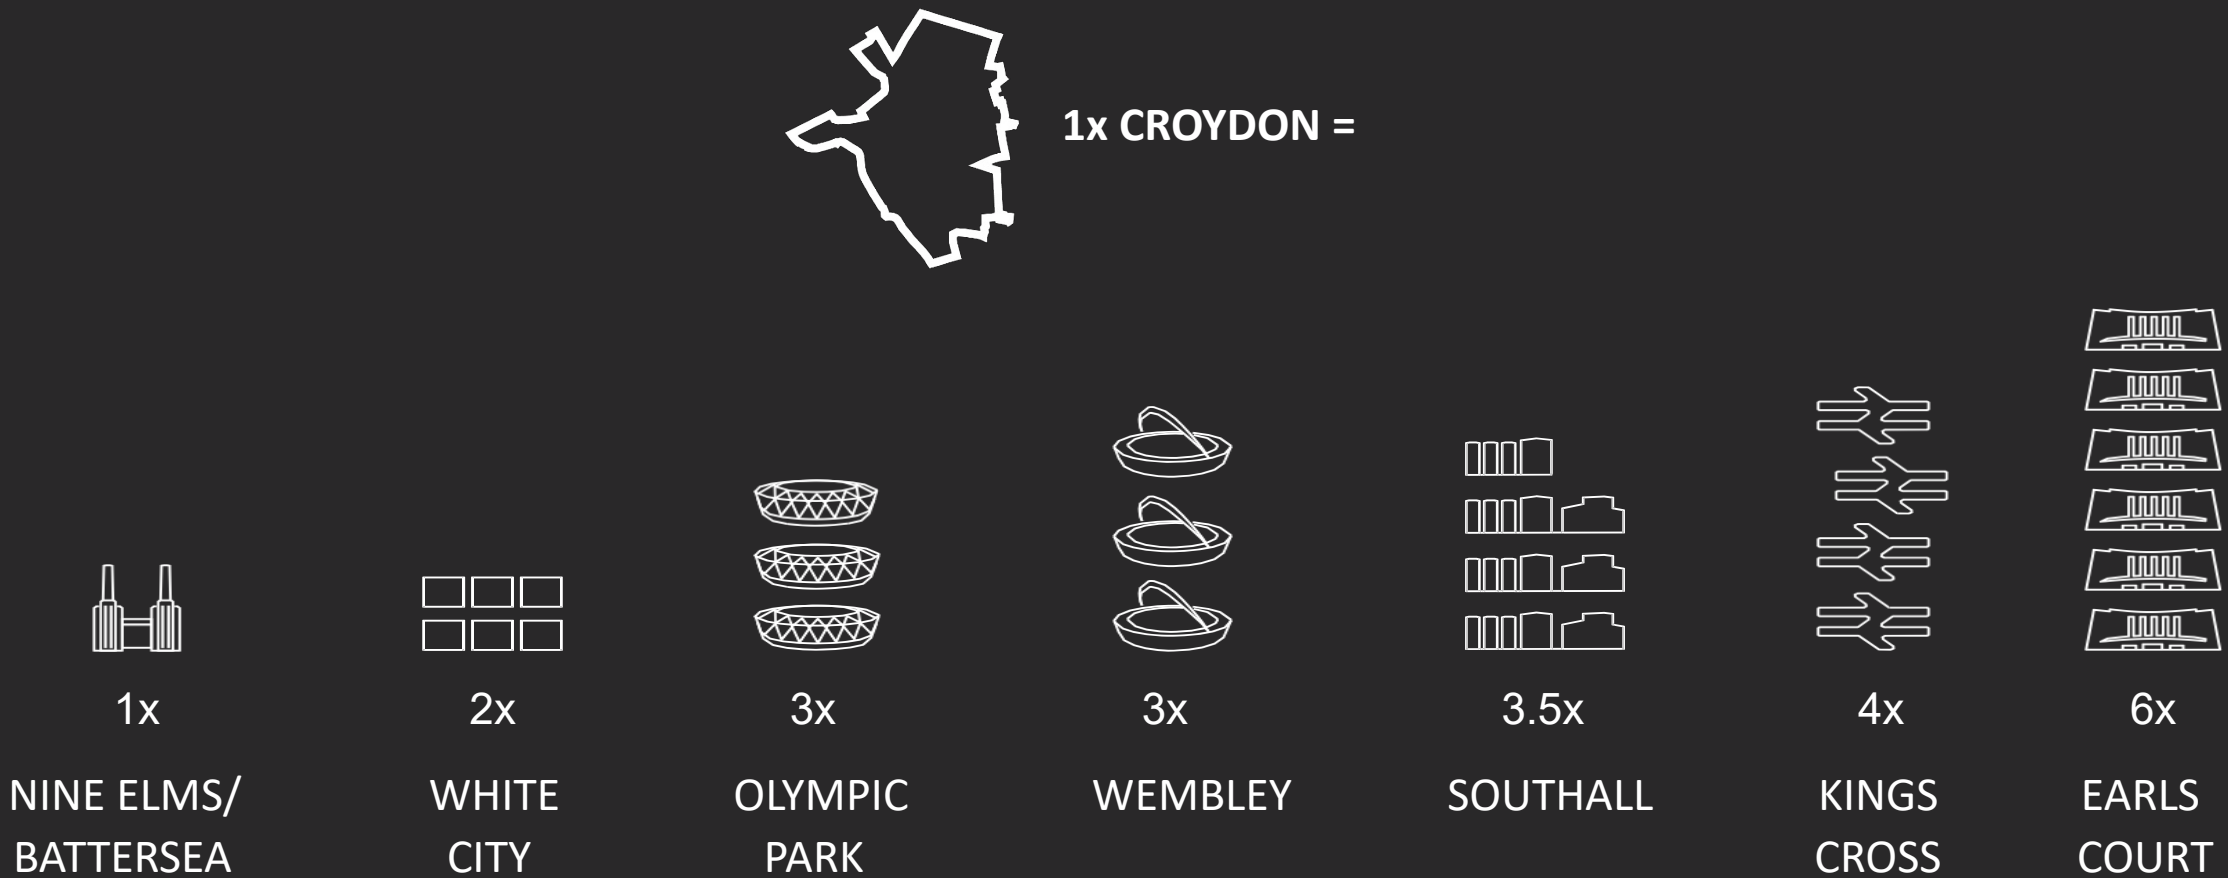 1x CROYDON =
1x
2x
3x
3x
3.5x
4x
6x
NINE ELMS/
BATTERSEA
WHITE
CITY
OLYMPIC
PARK
WEMBLEY
SOUTHALL
KINGS
CROSS
EARLS
COURT